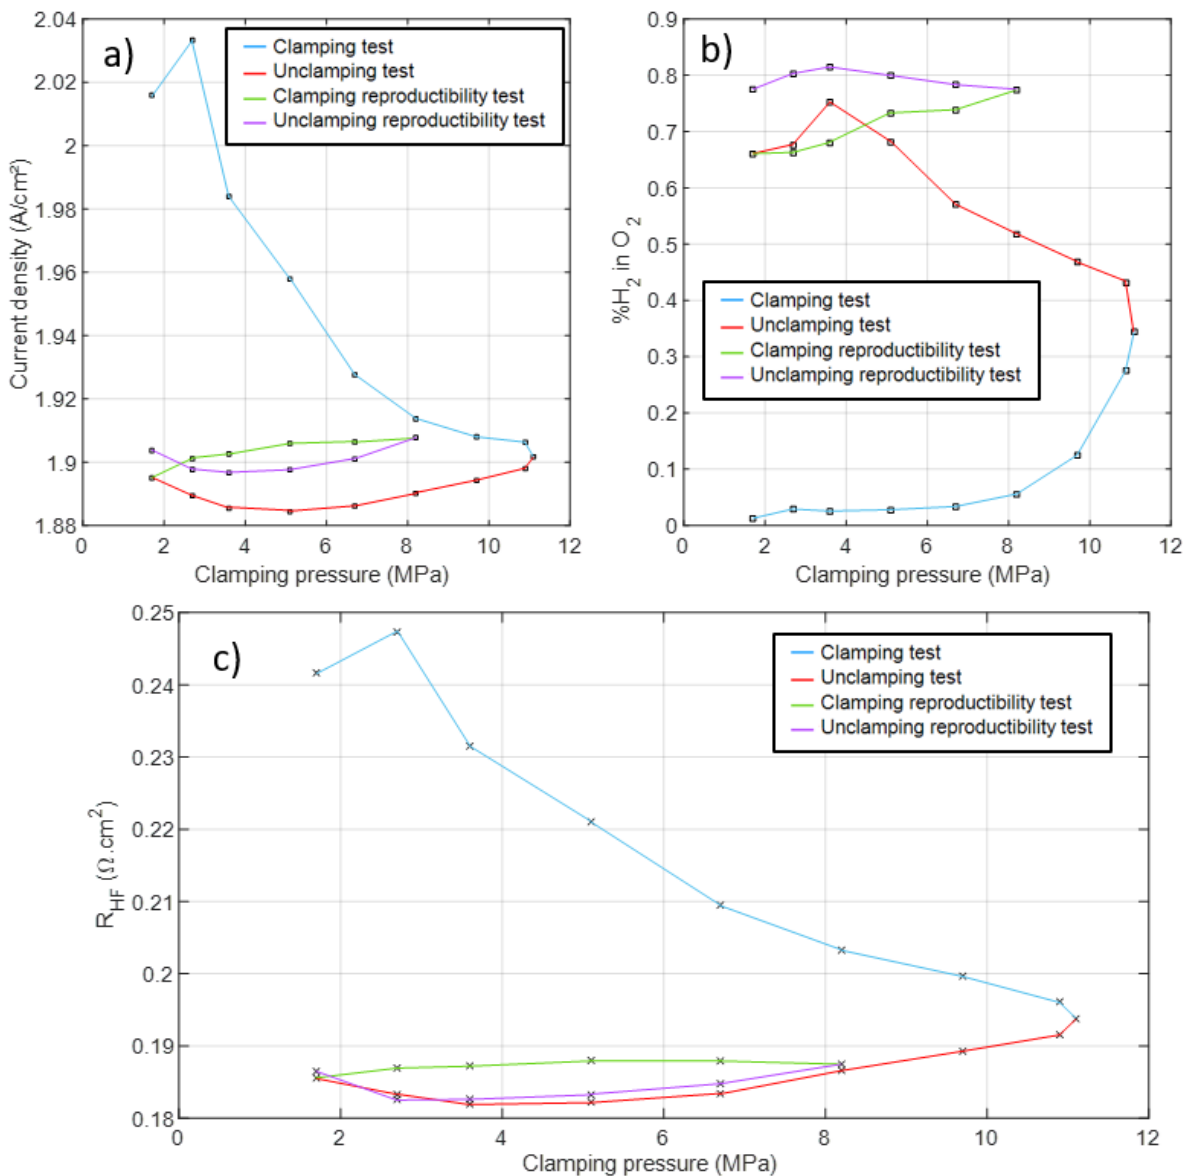 a)
Clamping test
Unclamping test
Clamping reproductibility test
Unclamping reproductibility test
2.04
2.02
2
1.98
1.96
1.94
1.92
1.9
1.88
Current density (A/cm²)
0 2 4 6 8 10 12
Clamping pressure (MPa)
b)
0.9
0.8
0.7
0.6
0.5
0.4
0.3
0.2
0.1
0
%H2 in O2
Clamping test
Unclamping test
Clamping reproductibility test
Unclamping reproductibility test
0 2 4 6 8 10 12
Clamping pressure (MPa)
c)
0.25
0.24
0.23
0.22
0.21
0.2
0.19
0.18
RHF (Ω.cm2)
Clamping test
Unclamping test
Clamping reproductibility test
Unclamping reproductibility test
0 2 4 6 8 10 12
Clamping pressure (MPa)